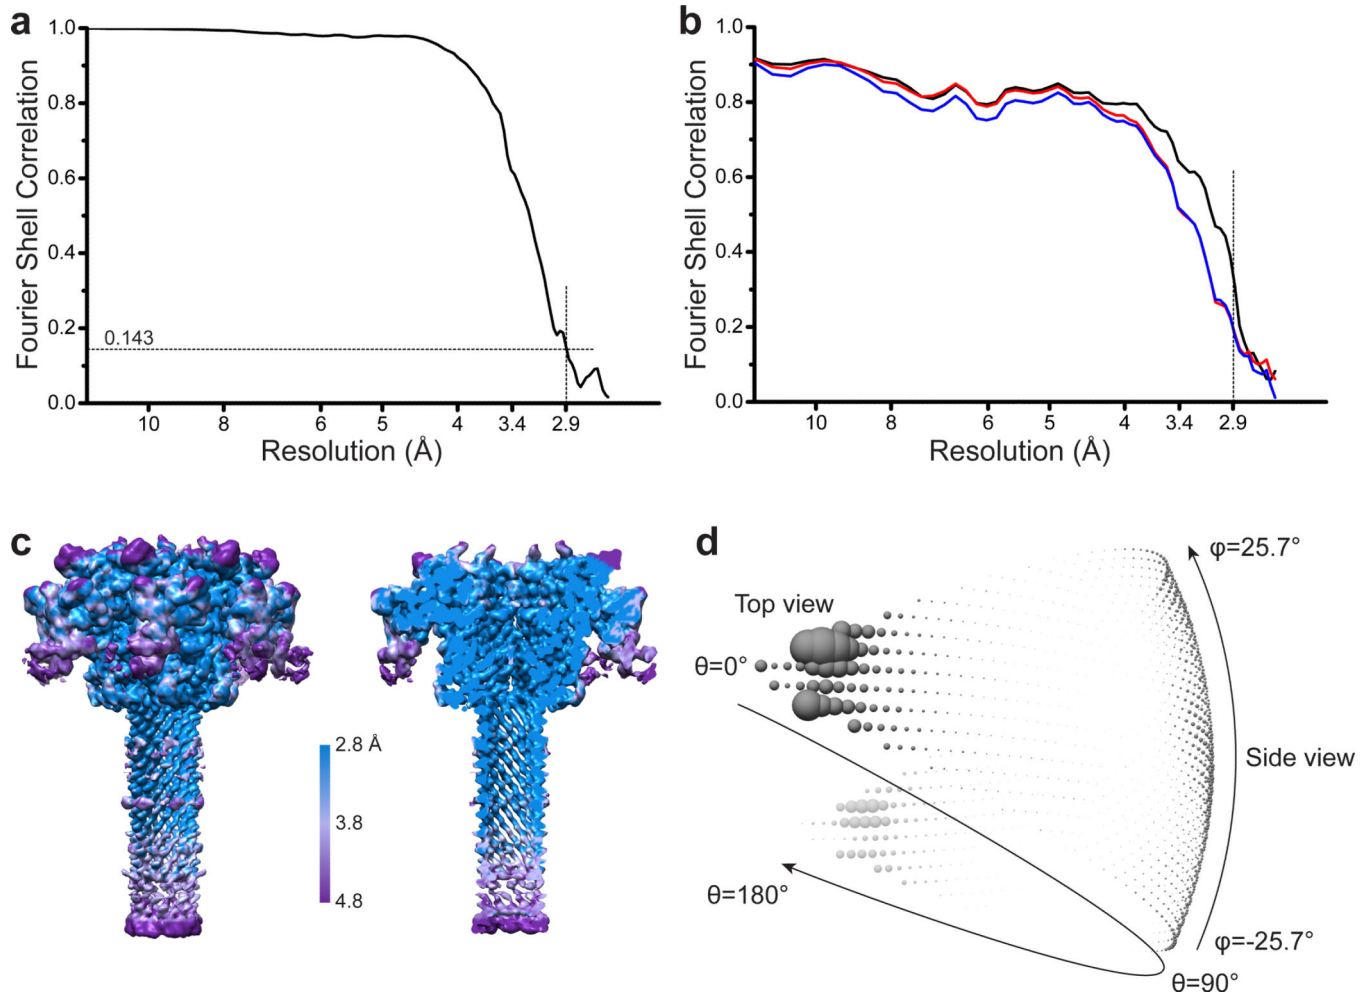 a
Fourier Shell Correlation
1.0
0.8
0.6
0.4
0.2
0.0
0.143
10 8 6 5 4 3.4 2.9
Resolution (Å)
b
Fourier Shell Correlation
1.0
0.8
0.6
0.4
0.2
0.0
10 8 6 5 4 3.4 2.9
Resolution (Å)
c
2.8 Å
3.8
4.8
d
φ=25.7°
Top view
θ=0°
Side view
θ=180°
φ=-25.7°
θ=90°